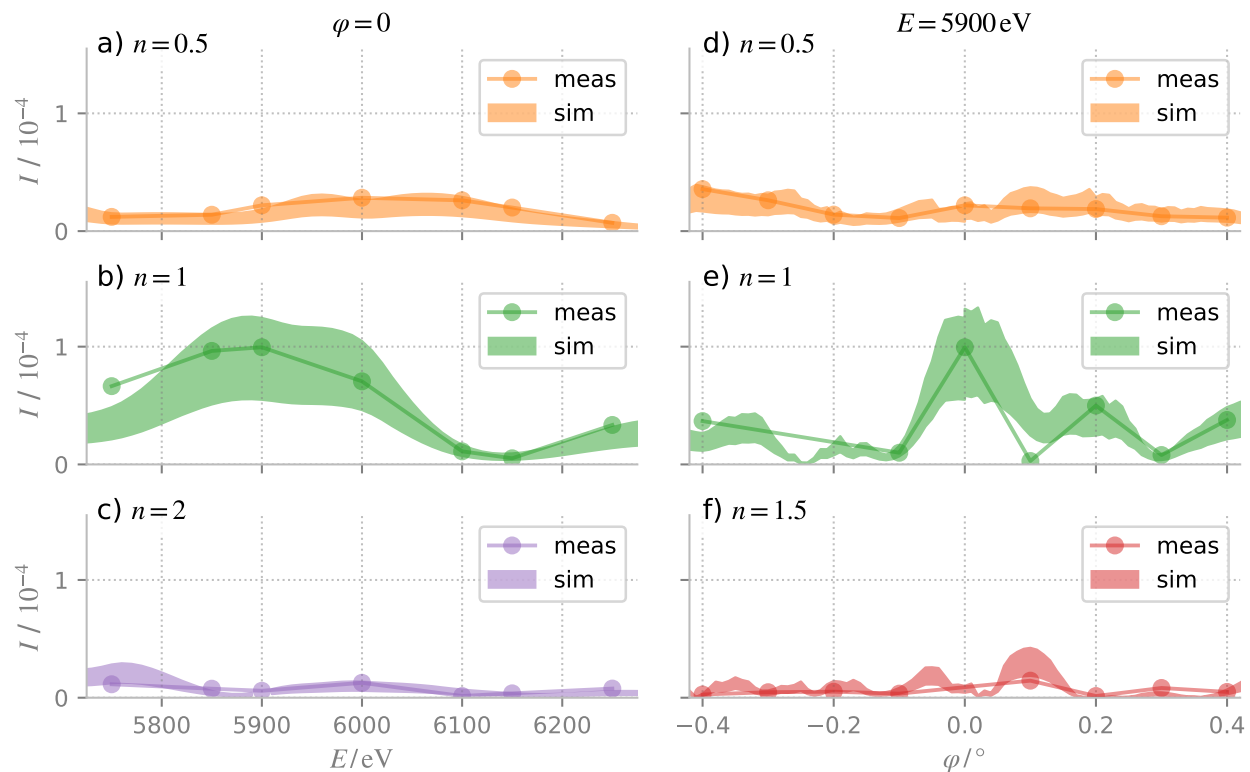 φ = 0
E = 5900 eV
a) n = 0.5
meas
sim
1
0
I / 10⁻⁴
d) n = 0.5
meas
sim
b) n = 1
meas
sim
1
0
I / 10⁻⁴
e) n = 1
meas
sim
c) n = 2
meas
sim
1
0
I / 10⁻⁴
5800 5900 6000 6100 6200
E / eV
f) n = 1.5
meas
sim
−0.4 −0.2 0.0 0.2 0.4
φ / °